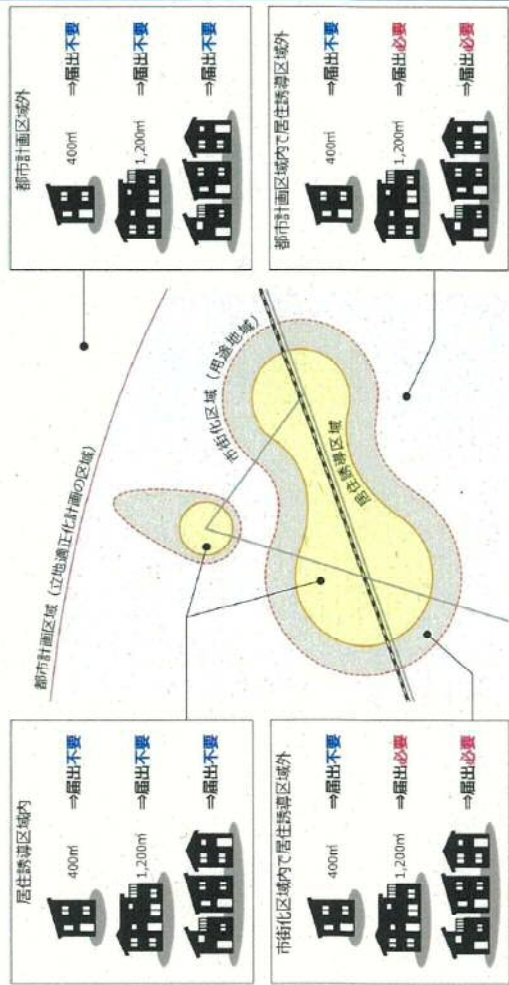 居住誘導区域内
400㎡ ⇒届出不要
1,200㎡ ⇒届出不要
⇒届出不要
都市計画区域外
400㎡ ⇒届出不要
1,200㎡ ⇒届出不要
⇒届出不要
都市計画区域（立地適正化計画の区域）
市街化区域（用途地域）
居住誘導区域
市街化区域内で居住誘導区域外
400㎡ ⇒届出不要
1,200㎡ ⇒届出必要
⇒届出必要
都市計画区域内で居住誘導区域外
400㎡ ⇒届出不要
1,200㎡ ⇒届出必要
⇒届出必要